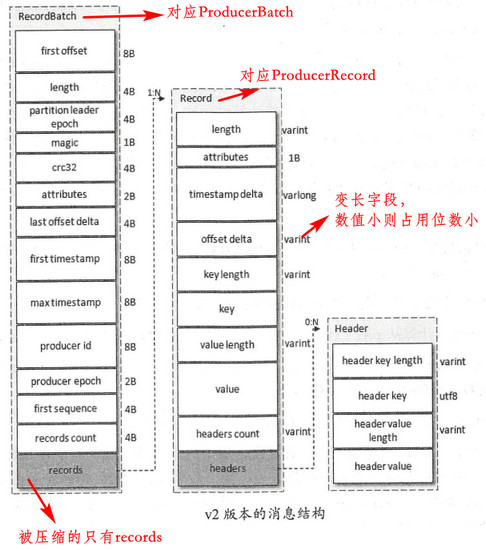 RecordBatch
对应ProducerBatch
first offset
8B
length
4B
partition leader
epoch
4B
magic
1B
crc32
4B
attributes
2B
last offset delta
4B
first timestamp
8B
max timestamp
8B
producer id
8B
producer epoch
2B
first sequence
4B
records count
4B
records
被压缩的只有records
1:N
Record
对应ProducerRecord
length
varint
attributes
1B
timestamp delta
varlong
变长字段，
数值小则占用位数小
offset delta
varint
key length
varint
key
value length
varint
value
headers count
varint
headers
0:N
Header
header key length
varint
header key
utf8
header value
length
varint
header value
v2 版本的消息结构